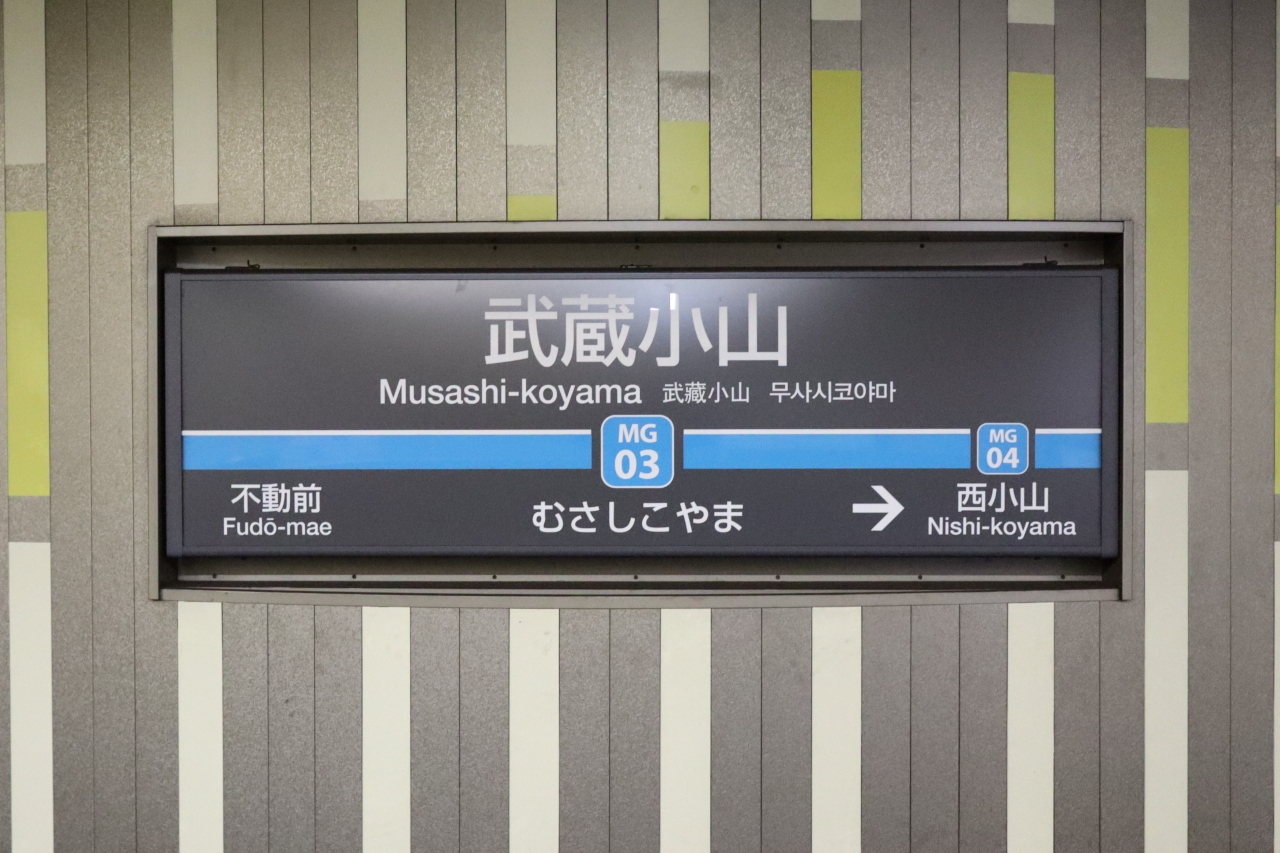 武蔵小山
Musashi-koyama 武藏小山 무사시코야마
MG
03
MG
04
不動前
Fudō-mae
むさしこやま
→
西小山
Nishi-koyama